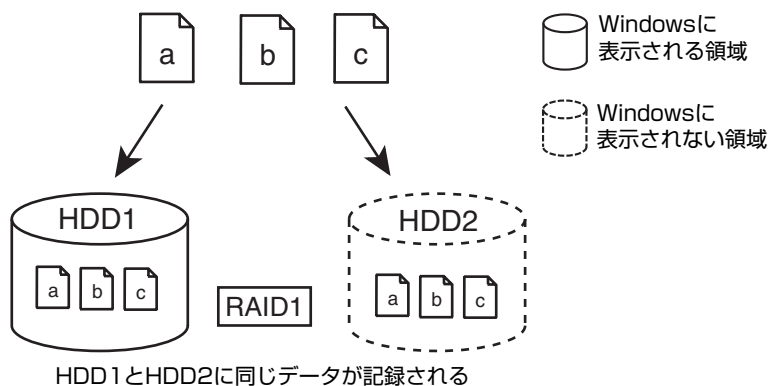 a b c
Windowsに
表示される領域
Windowsに
表示されない領域
HDD1
HDD2
a b c
RAID1
a b c
HDD1とHDD2に同じデータが記録される